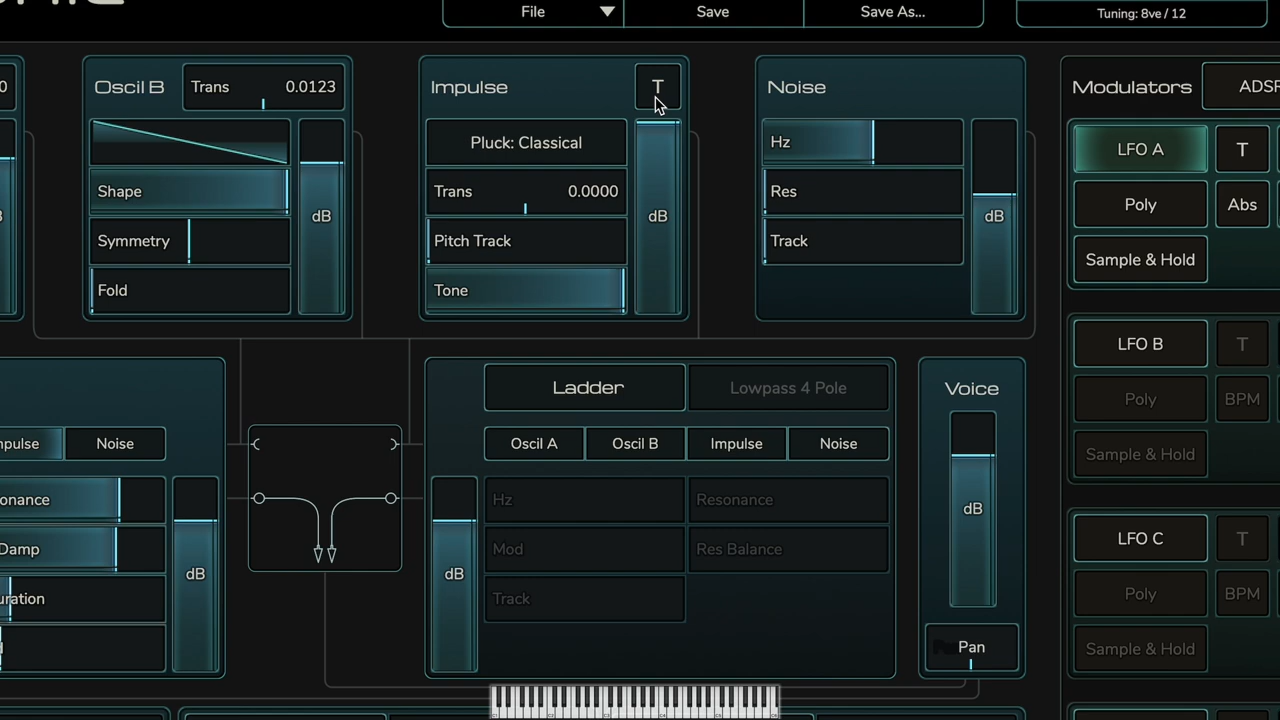 File
Save
Save As...
Tuning: 8ve / 12
Oscil B
Trans 0.0123
Shape
Symmetry
Fold
dB
Impulse
T
Pluck: Classical
Trans 0.0000
Pitch Track
Tone
dB
Noise
Hz
Res
Track
dB
Modulators
ADSR
LFO A
T
Poly
Abs
Sample & Hold
LFO B
T
Poly
BPM
Sample & Hold
LFO C
T
Poly
BPM
Sample & Hold
Noise
Damp
dB
Ladder
Lowpass 4 Pole
Oscil A
Oscil B
Impulse
Noise
Hz
Resonance
Mod
Res Balance
Track
dB
Voice
dB
Pan